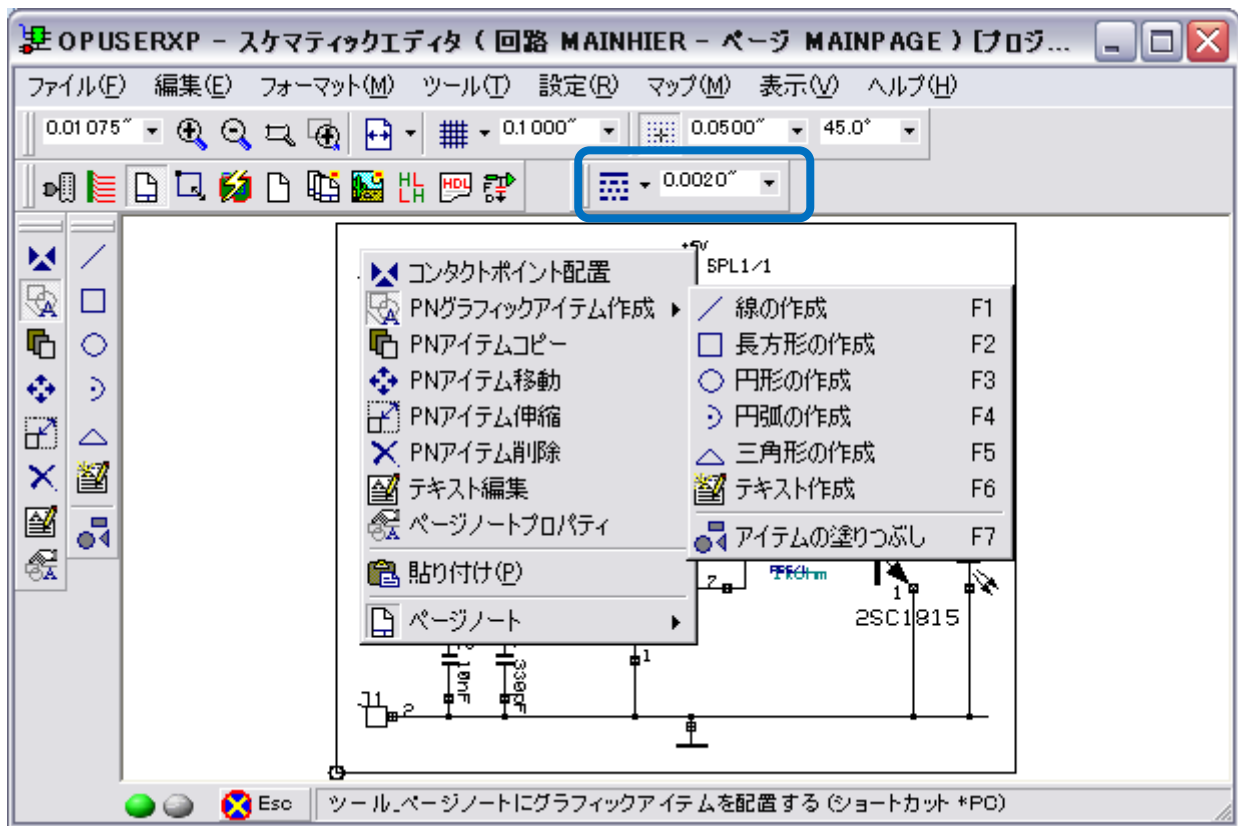 OPUSERXP - スケマティックエディタ ( 回路 MAINHIER - ページ MAINPAGE ) [プロジ...
ファイル(F) 編集(E) フォーマット(M) ツール(T) 設定(R) マップ(M) 表示(V) ヘルプ(H)
0.01075" 0.1000" 0.0500" 45.0°
HL LH HDL 0.0020"
+5V
SPL1/1
コンタクトポイント配置
PNグラフィックアイテム作成
PNアイテムコピー
PNアイテム移動
PNアイテム伸縮
PNアイテム削除
テキスト編集
ページノートプロパティ
貼り付け(P)
ページノート
線の作成 F1
長方形の作成 F2
円形の作成 F3
円弧の作成 F4
三角形の作成 F5
テキスト作成 F6
アイテムの塗りつぶし F7
2SC1815
1
1
10nF
330pF
J1
2
Esc ツール_ページノートにグラフィックアイテムを配置する (ショートカット *PO)